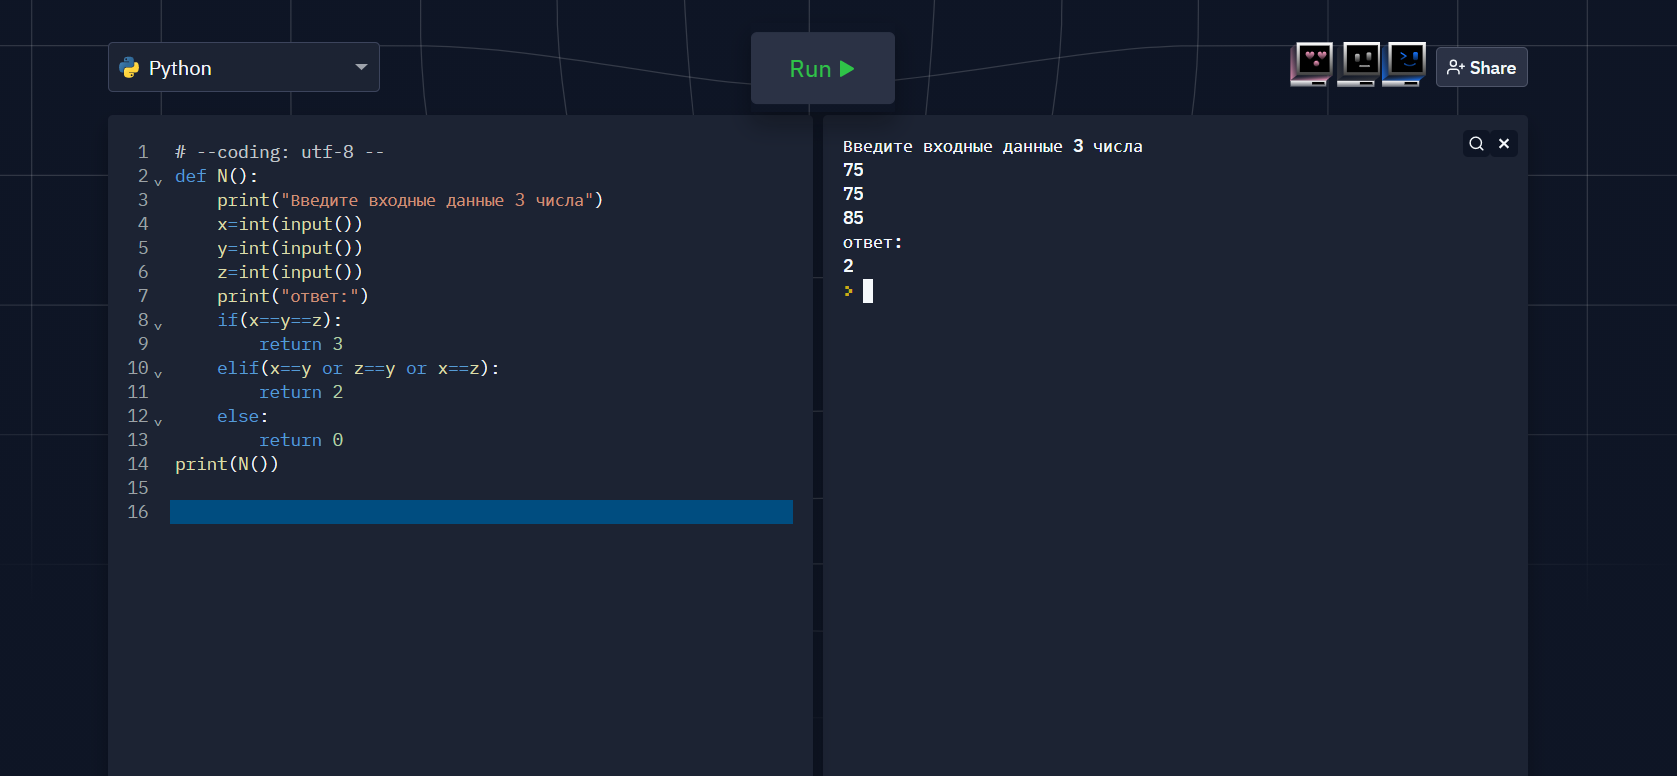 Python
Run
Share
1 # --coding: utf-8 --
2 def N():
3 print("Введите входные данные 3 числа")
4 x=int(input())
5 y=int(input())
6 z=int(input())
7 print("ответ:")
8 if(x==y==z):
9 return 3
10 elif(x==y or z==y or x==z):
11 return 2
12 else:
13 return 0
14 print(N())
15
16
Введите входные данные 3 числа
75
75
85
ответ:
2
>